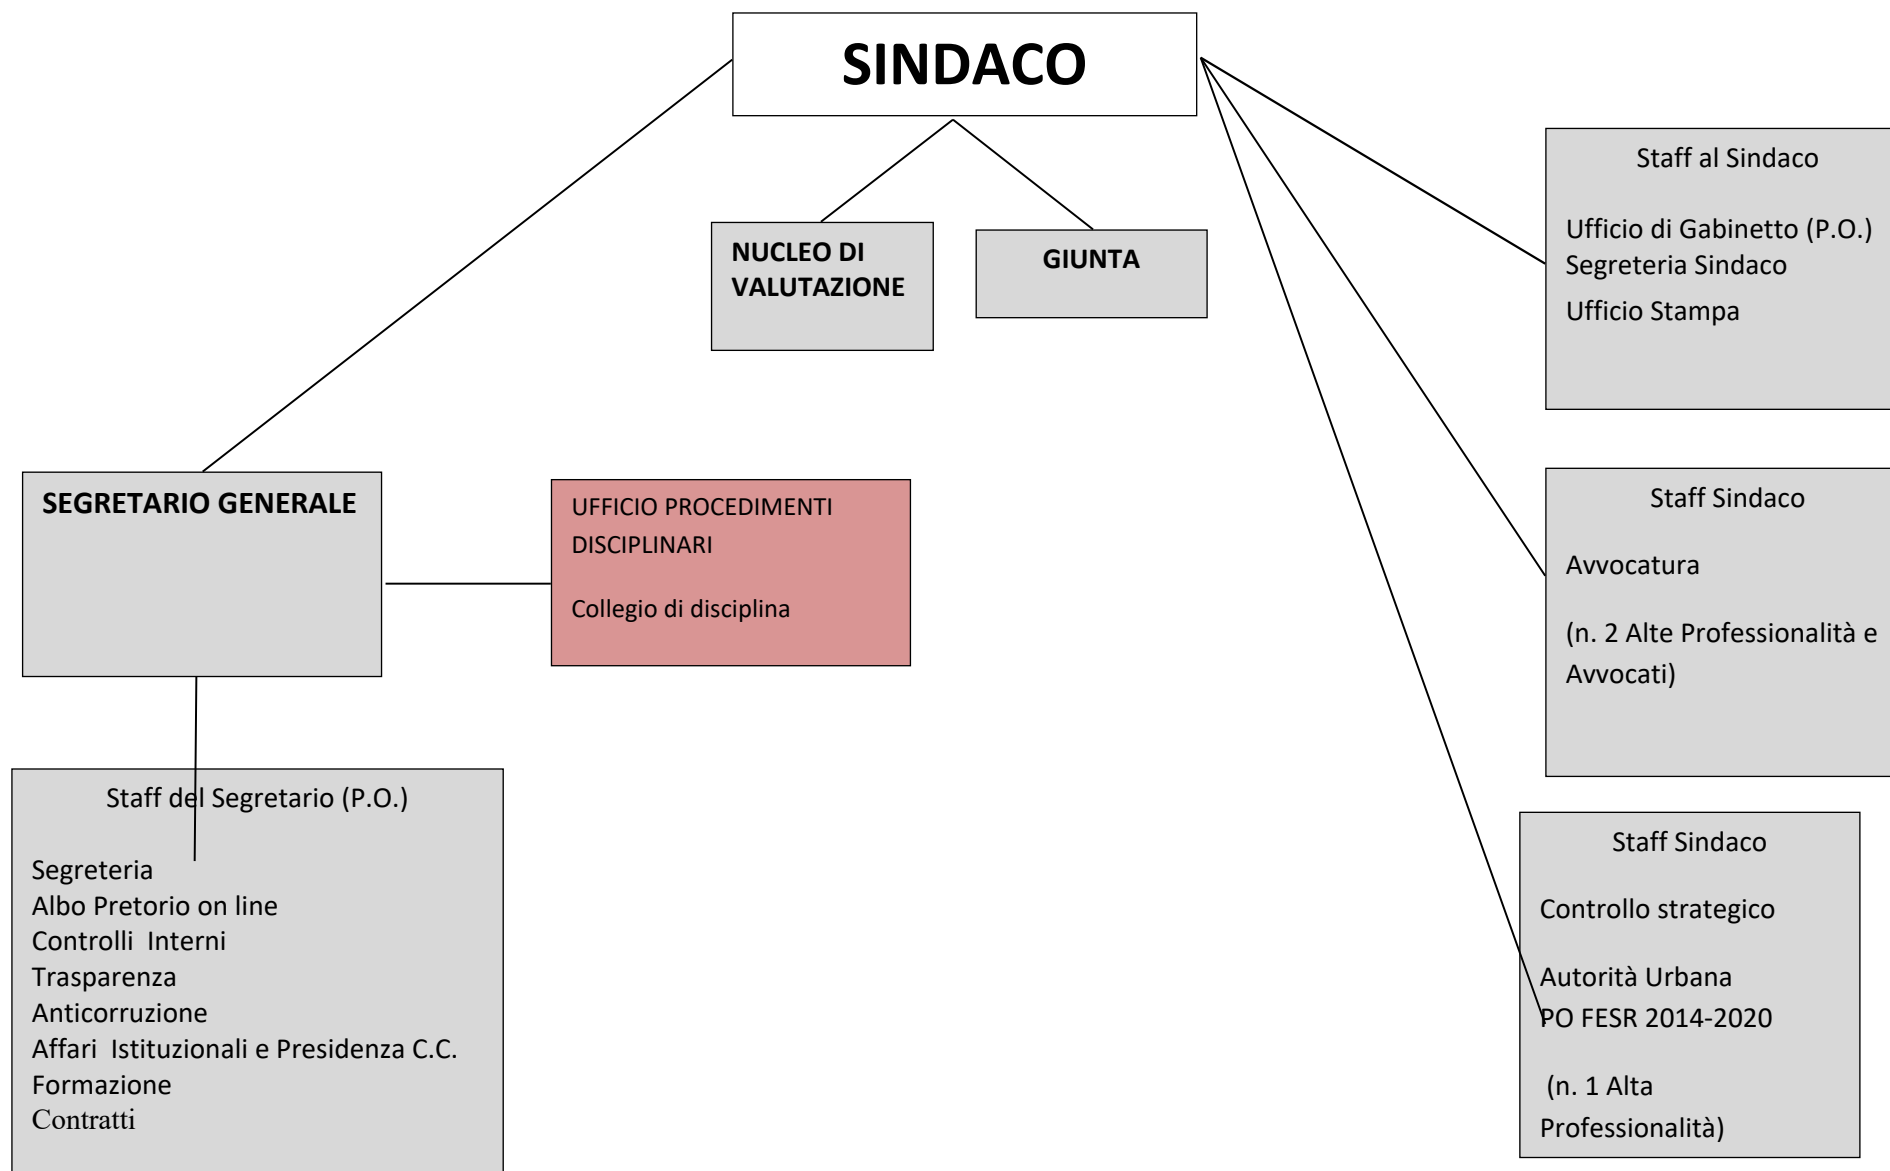 SINDACO
Staff al Sindaco
Ufficio di Gabinetto (P.O.)
Segreteria Sindaco
Ufficio Stampa
NUCLEO DI
VALUTAZIONE
GIUNTA
SEGRETARIO GENERALE
UFFICIO PROCEDIMENTI
DISCIPLINARI
Collegio di disciplina
Staff Sindaco
Avvocatura
(n. 2 Alte Professionalità e
Avvocati)
Staff del Segretario (P.O.)
Segreteria
Albo Pretorio on line
Controlli  Interni
Trasparenza
Anticorruzione
Affari  Istituzionali e Presidenza C.C.
Formazione
Contratti
Staff Sindaco
Controllo strategico
Autorità Urbana
PO FESR 2014-2020
(n. 1 Alta
Professionalità)